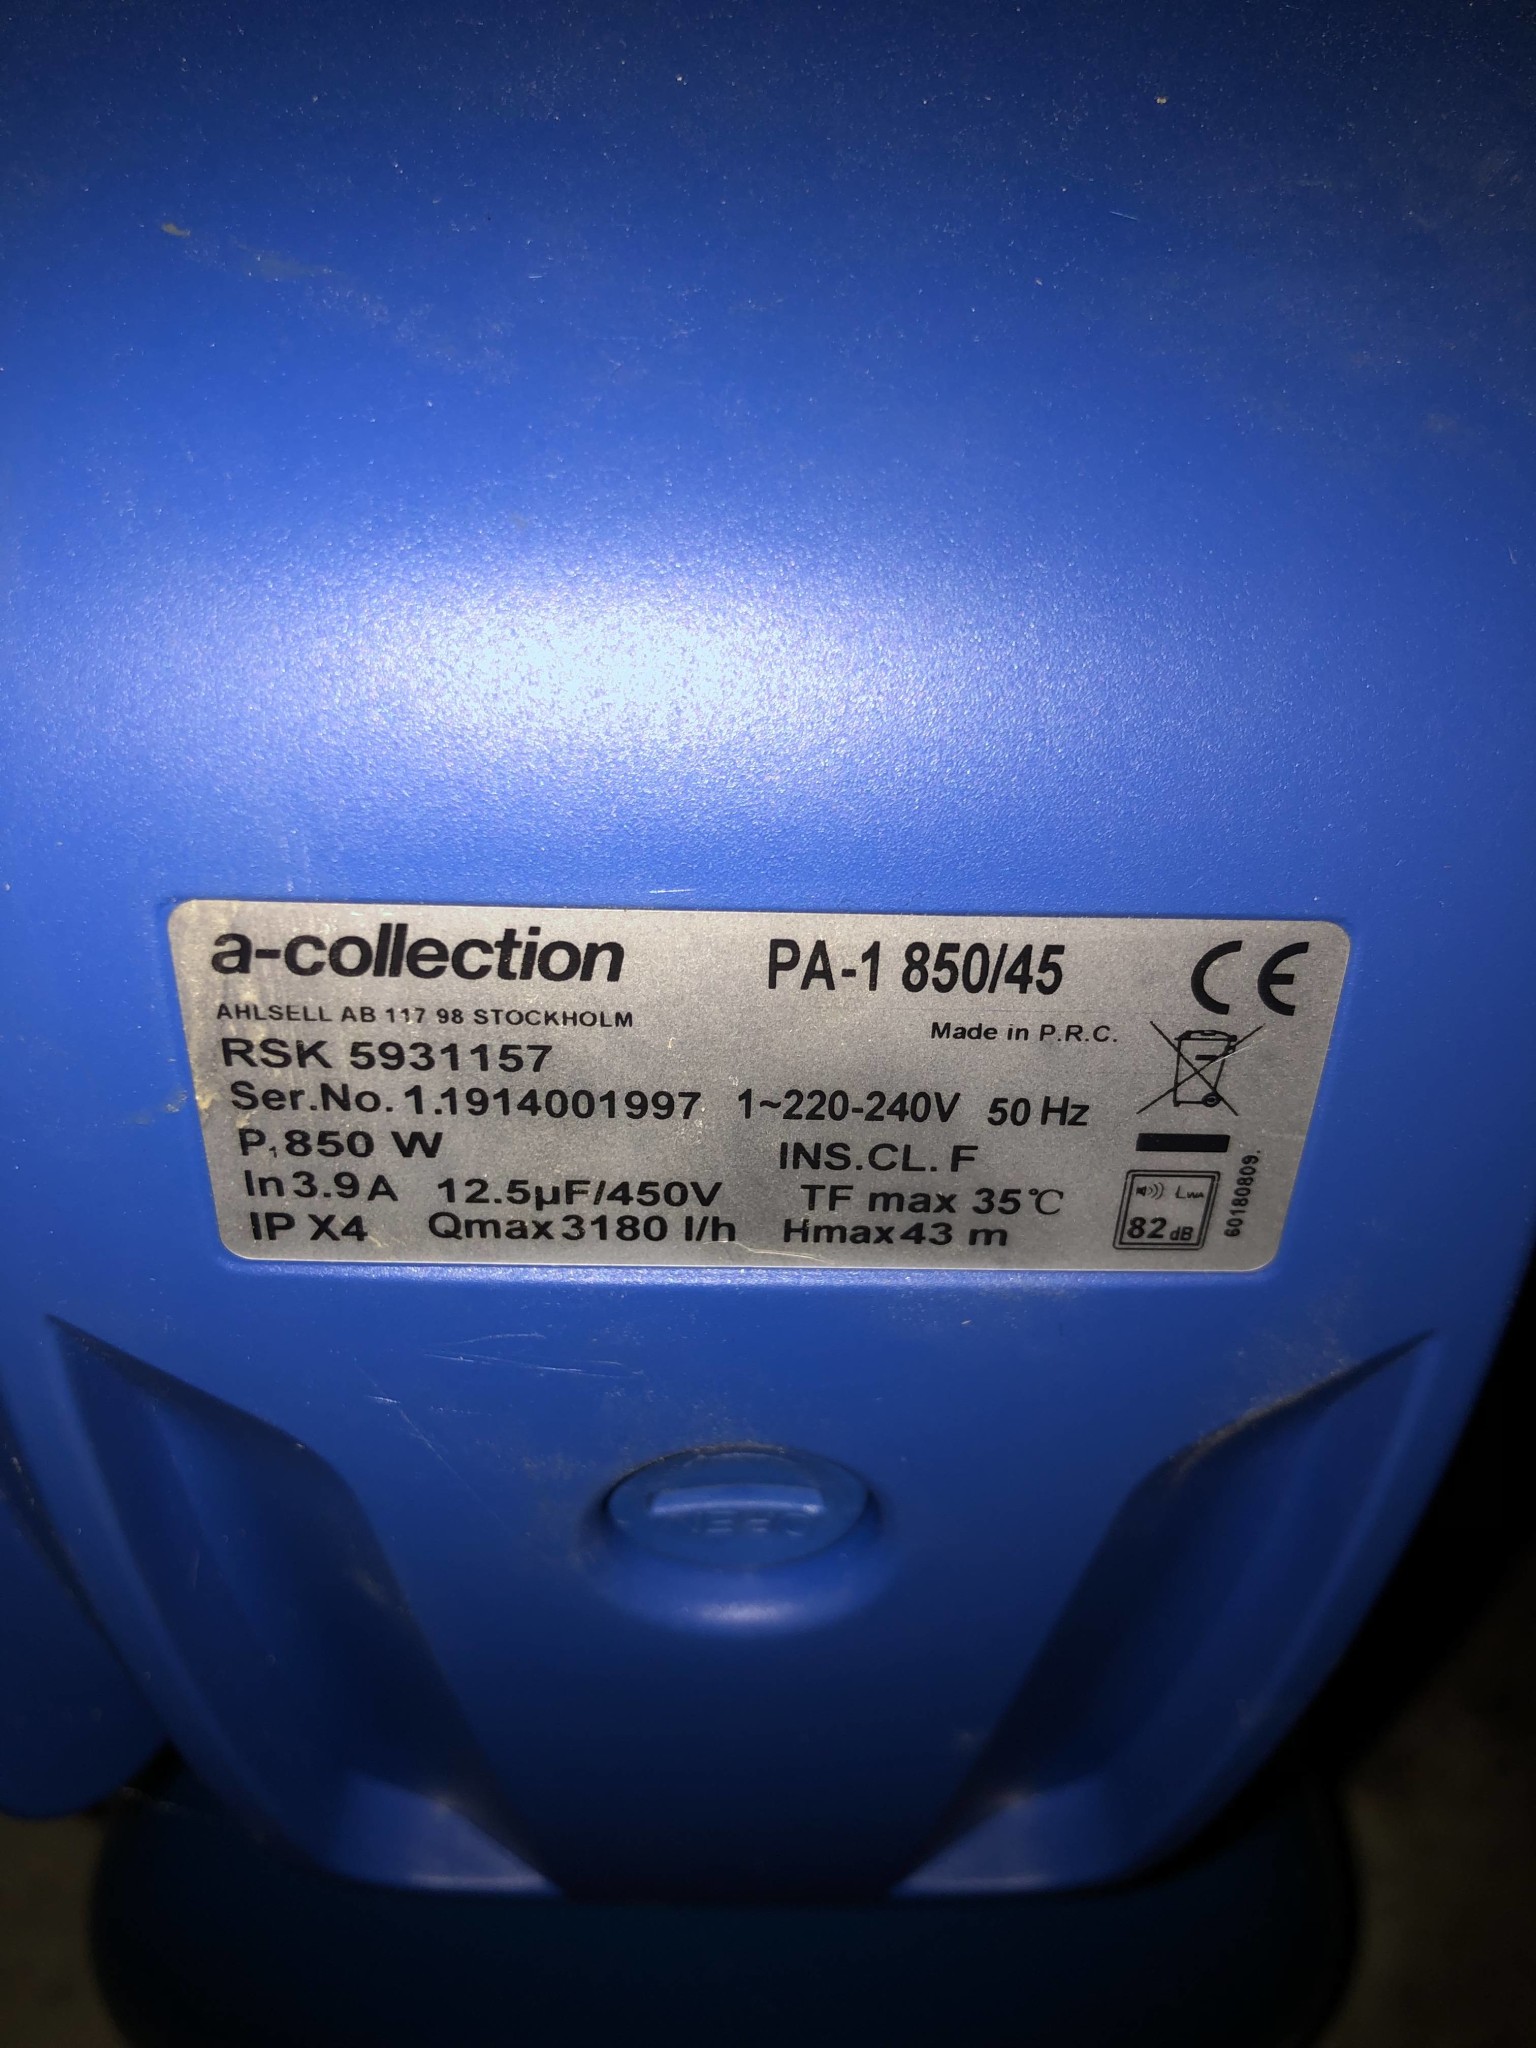 a-collection PA-1 850/45 CE
AHLSELL AB 117 98 STOCKHOLM
Made in P.R.C.
RSK 5931157
Ser.No. 1.1914001997 1~220-240V 50 Hz
P₁ 850 W INS.CL. F
In 3.9 A 12.5µF/450V TF max 35℃
IP X4 Qmax 3180 l/h Hmax 43 m
LWA
82 dB
60180809.